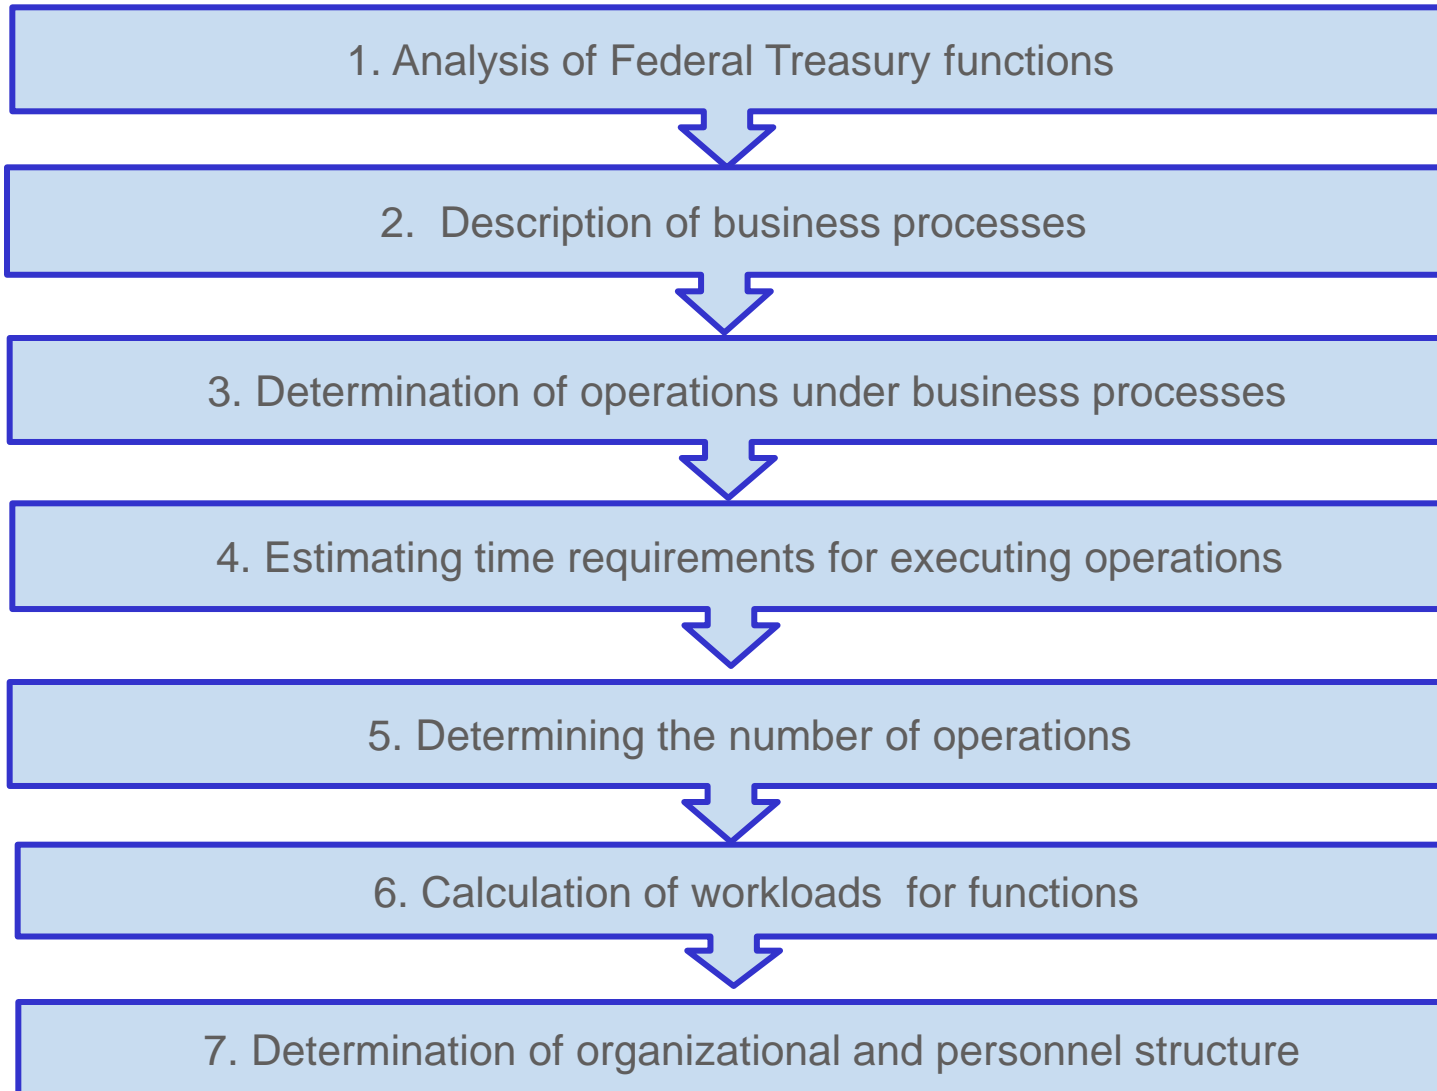 1. Analysis of Federal Treasury functions
2. Description of business processes
3. Determination of operations under business processes
4. Estimating time requirements for executing operations
5. Determining the number of operations
6. Calculation of workloads for functions
7. Determination of organizational and personnel structure